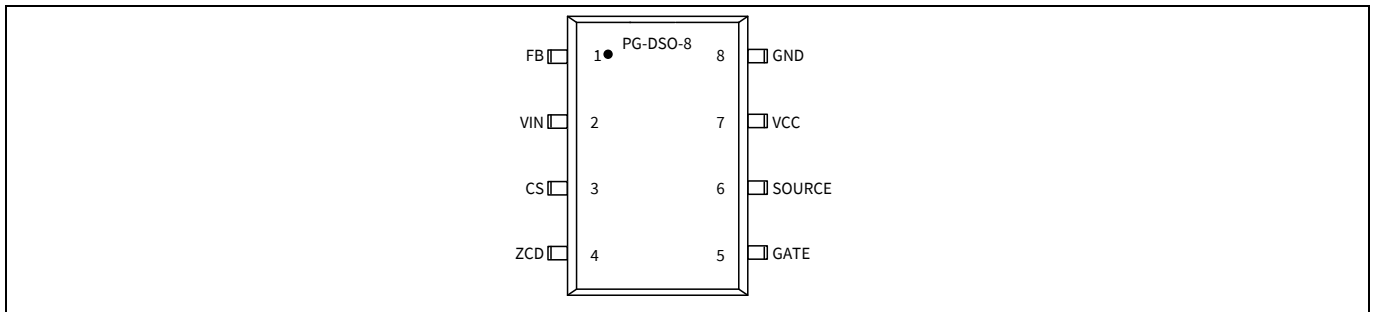 PG-DSO-8
FB 1 8 GND
VIN 2 7 VCC
CS 3 6 SOURCE
ZCD 4 5 GATE